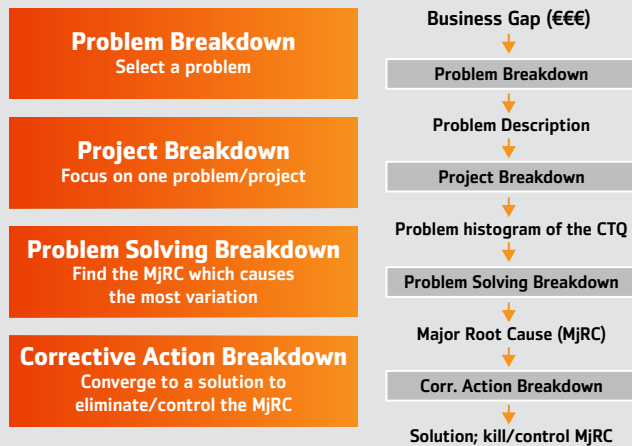 Problem Breakdown
Select a problem
Project Breakdown
Focus on one problem/project
Problem Solving Breakdown
Find the MjRC which causes
the most variation
Corrective Action Breakdown
Converge to a solution to
eliminate/control the MjRC
Business Gap (€€€)
Problem Breakdown
Problem Description
Project Breakdown
Problem histogram of the CTQ
Problem Solving Breakdown
Major Root Cause (MjRC)
Corr. Action Breakdown
Solution; kill/control MjRC